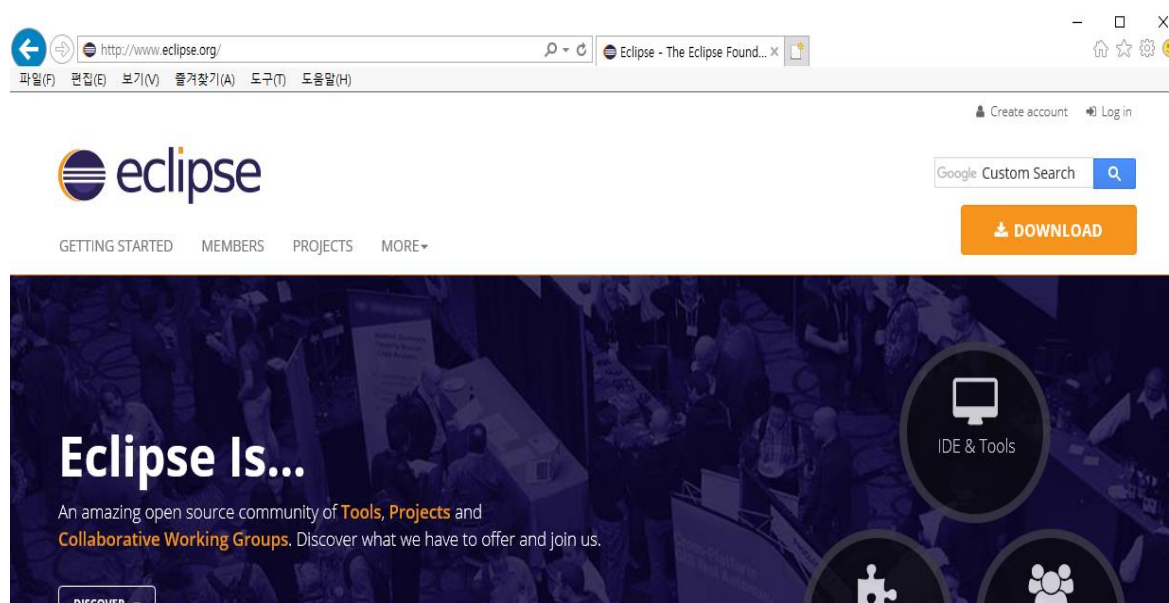 http://www.eclipse.org/
Eclipse - The Eclipse Found...
파일(F) 편집(E) 보기(V) 즐겨찾기(A) 도구(T) 도움말(H)
Create account Log in
eclipse
Google Custom Search
DOWNLOAD
GETTING STARTED MEMBERS PROJECTS MORE
IDE & Tools
Eclipse Is...
An amazing open source community of Tools, Projects and
Collaborative Working Groups. Discover what we have to offer and join us.
DISCOVER